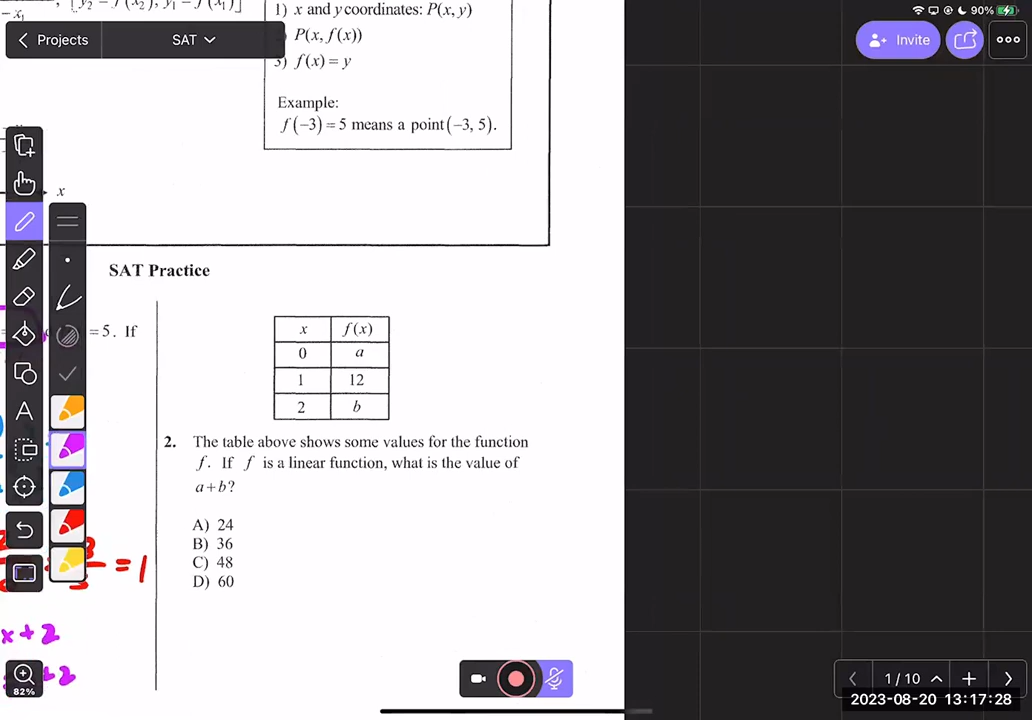 90%
Projects
SAT
Invite
1) x and y coordinates: P(x, y)
P(x, f(x))
3) f(x) = y
Example:
f(−3) = 5 means a point(−3, 5).
x
SAT Practice
= 5. If
x f(x)
0 a
1 12
2 b
2. The table above shows some values for the function
f. If f is a linear function, what is the value of
a+b?
A) 24
B) 36
C) 48
D) 60
= 1
x + 2
+2
A
82%
1 / 10
2023-08-20 13:17:28